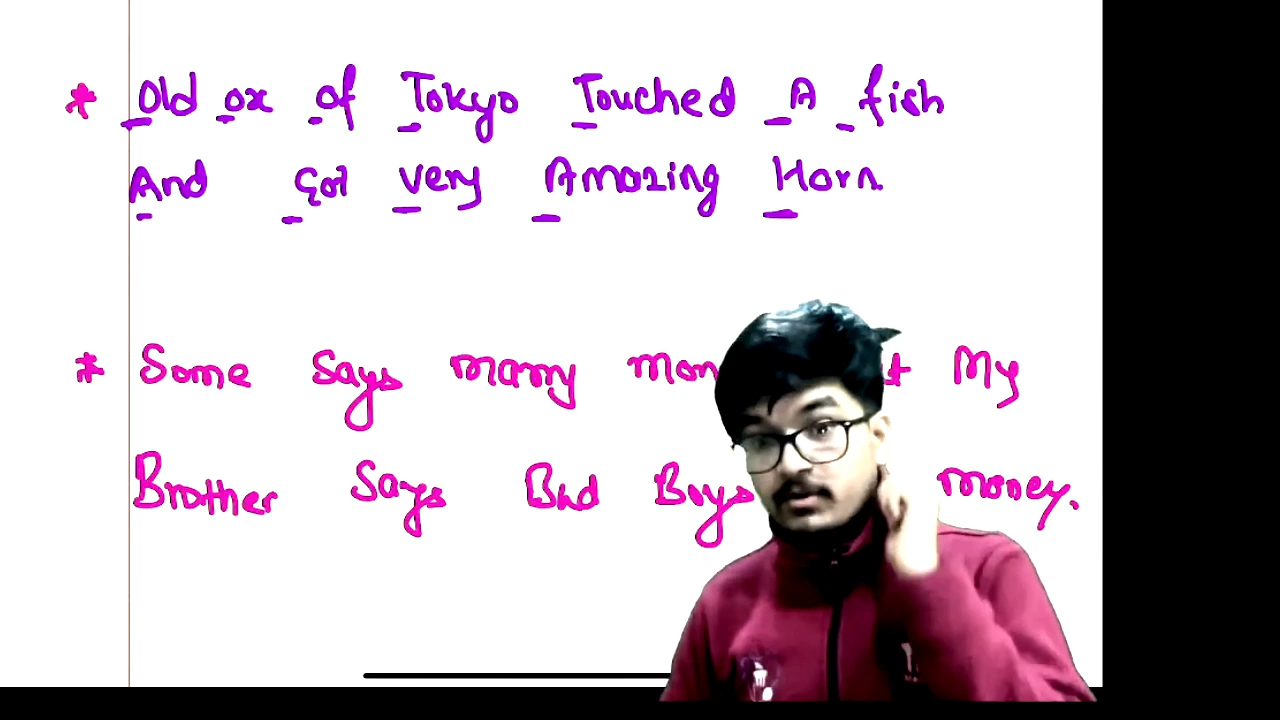 * Old ox of Tokyo Touched A fish
And Got very Amazing Horn.
* Some Says marry My
Brother Says Bad Boys money.